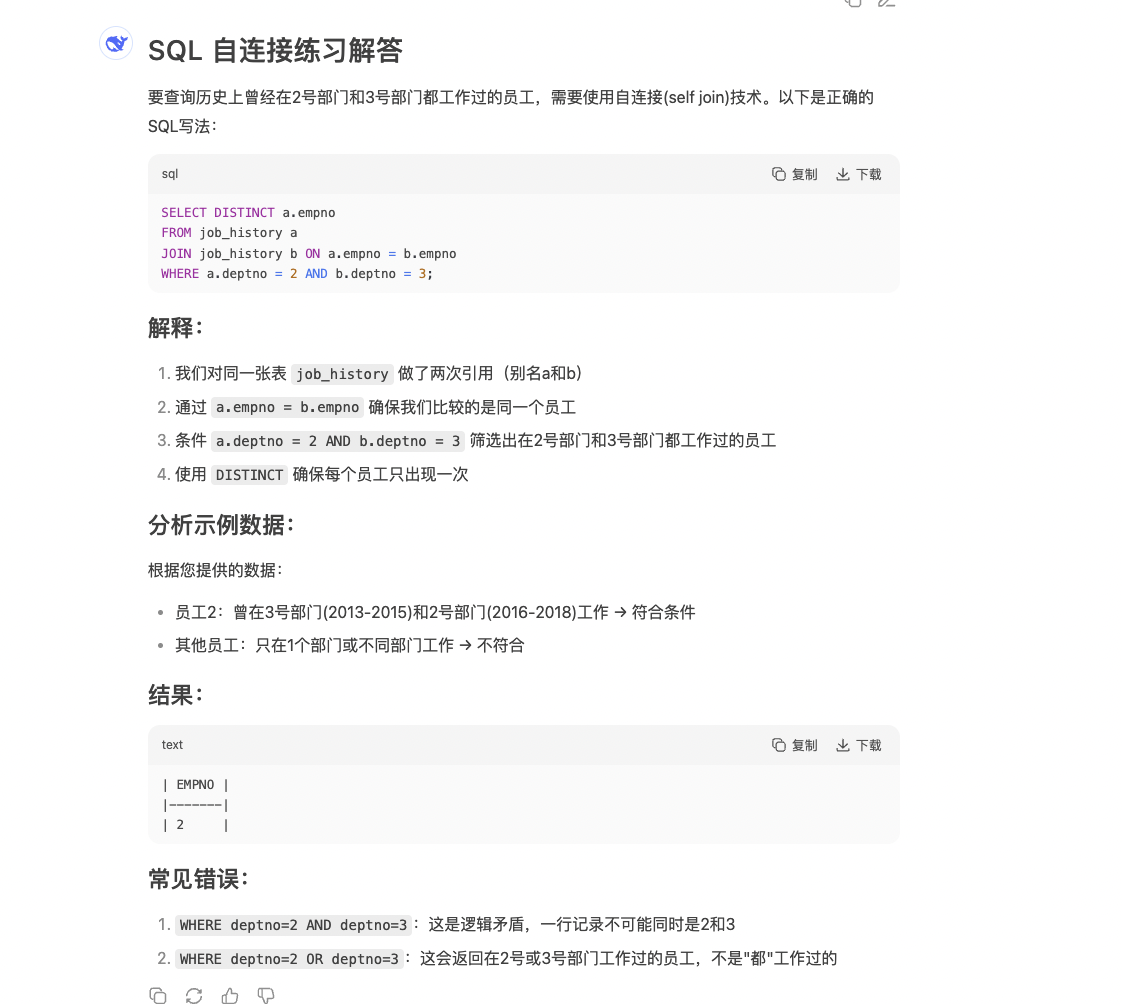 SQL 自连接练习解答
要查询历史上曾经在2号部门和3号部门都工作过的员工，需要使用自连接(self join)技术。以下是正确的
SQL写法：
sql 复制 下载
SELECT DISTINCT a.empno
FROM job_history a
JOIN job_history b ON a.empno = b.empno
WHERE a.deptno = 2 AND b.deptno = 3;
解释：
1. 我们对同一张表 job_history 做了两次引用（别名a和b）
2. 通过 a.empno = b.empno 确保我们比较的是同一个员工
3. 条件 a.deptno = 2 AND b.deptno = 3 筛选出在2号部门和3号部门都工作过的员工
4. 使用 DISTINCT 确保每个员工只出现一次
分析示例数据：
根据您提供的数据：
• 员工2：曾在3号部门(2013-2015)和2号部门(2016-2018)工作 → 符合条件
• 其他员工：只在1个部门或不同部门工作 → 不符合
结果：
text 复制 下载
| EMPNO |
|-------|
| 2     |
常见错误：
1. WHERE deptno=2 AND deptno=3：这是逻辑矛盾，一行记录不可能同时是2和3
2. WHERE deptno=2 OR deptno=3：这会返回在2号或3号部门工作过的员工，不是"都"工作过的